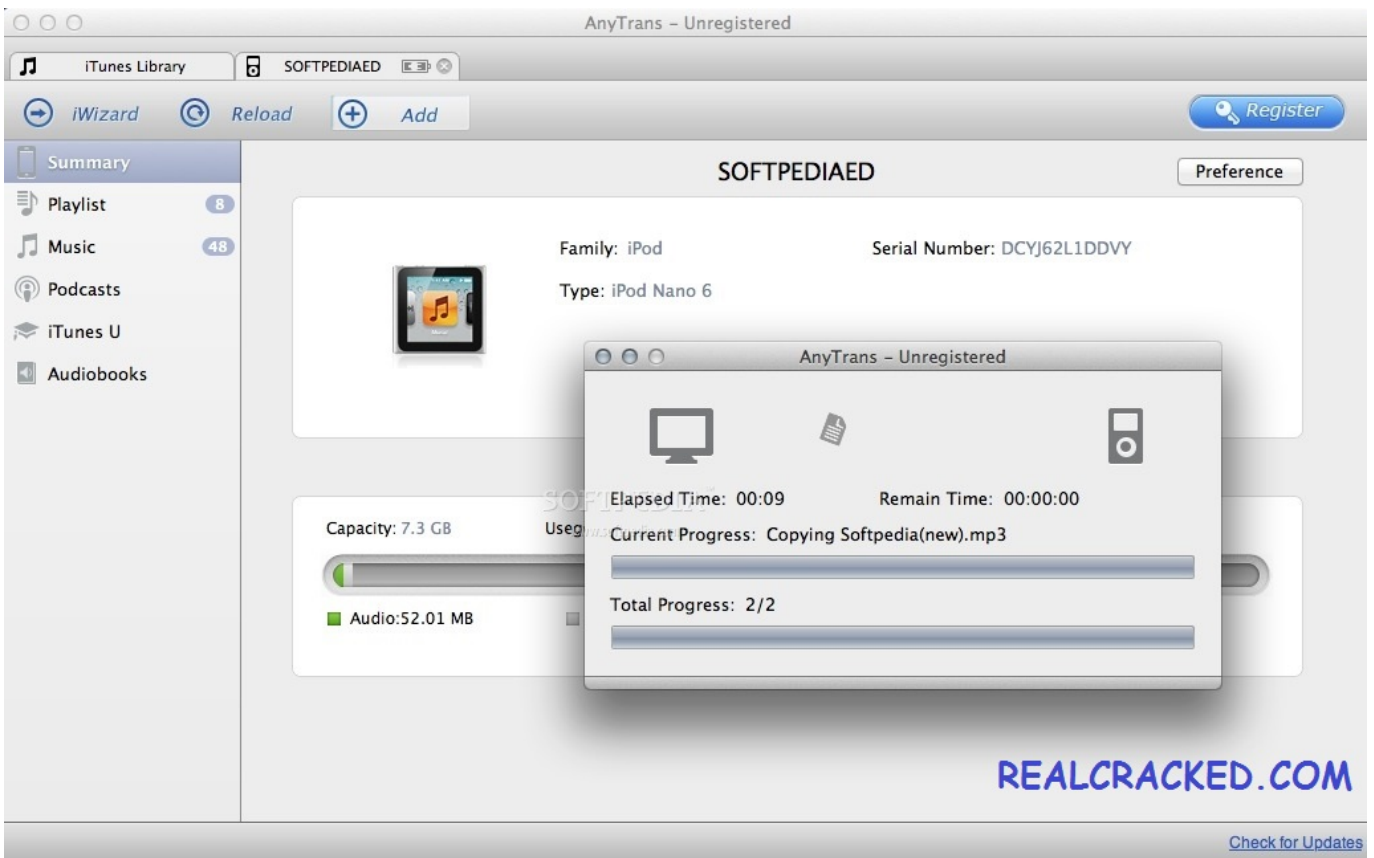 AnyTrans – Unregistered
iTunes Library
SOFTPEDIAED
iWizard
Reload
Add
Register
Summary
Playlist 8
Music 48
Podcasts
iTunes U
Audiobooks
SOFTPEDIAED
Preference
Family: iPod
Serial Number: DCYJ62L1DDVY
Type: iPod Nano 6
Music
AnyTrans – Unregistered
Elapsed Time: 00:09
Remain Time: 00:00:00
Current Progress: Copying Softpedia(new).mp3
Total Progress: 2/2
Capacity: 7.3 GB
Useg
Audio:52.01 MB
REALCRACKED.COM
Check for Updates